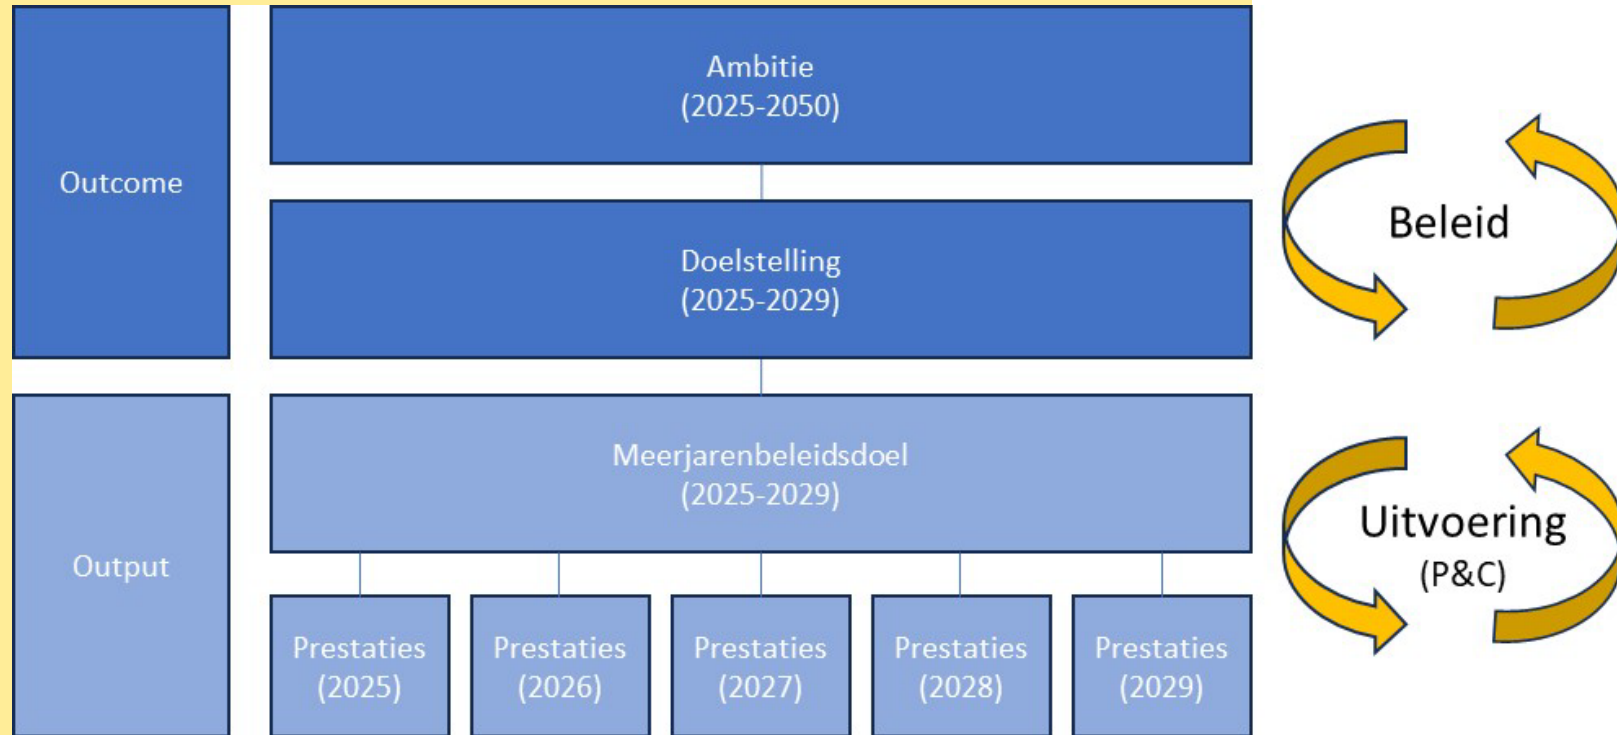 Outcome
Ambitie
(2025-2050)
Doelstelling
(2025-2029)
Beleid
Output
Meerjarenbeleidsdoel
(2025-2029)
Prestaties
(2025)
Prestaties
(2026)
Prestaties
(2027)
Prestaties
(2028)
Prestaties
(2029)
Uitvoering
(P&C)